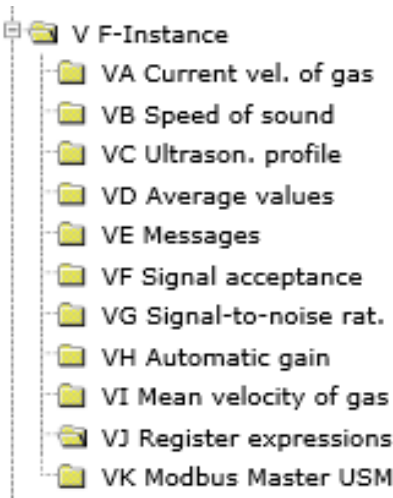 V F-Instance
VA Current vel. of gas
VB Speed of sound
VC Ultrason. profile
VD Average values
VE Messages
VF Signal acceptance
VG Signal-to-noise rat.
VH Automatic gain
VI Mean velocity of gas
VJ Register expressions
VK Modbus Master USM